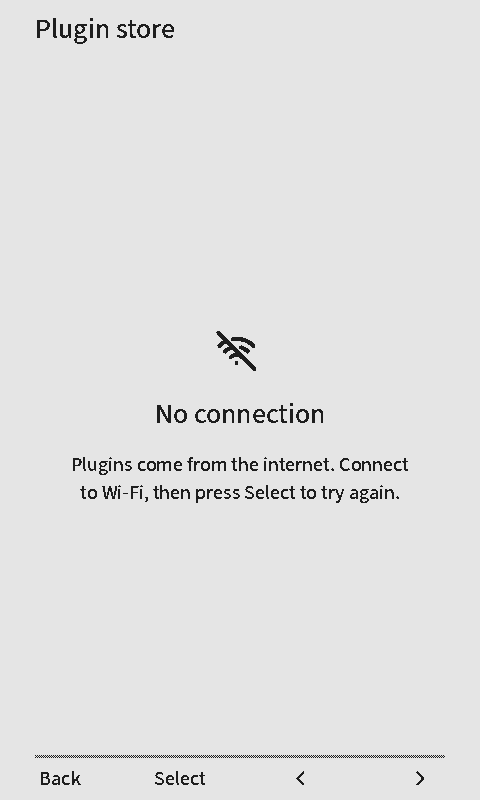 Plugin store
No connection
Plugins come from the internet. Connect
to Wi-Fi, then press Select to try again.
Back Select < >